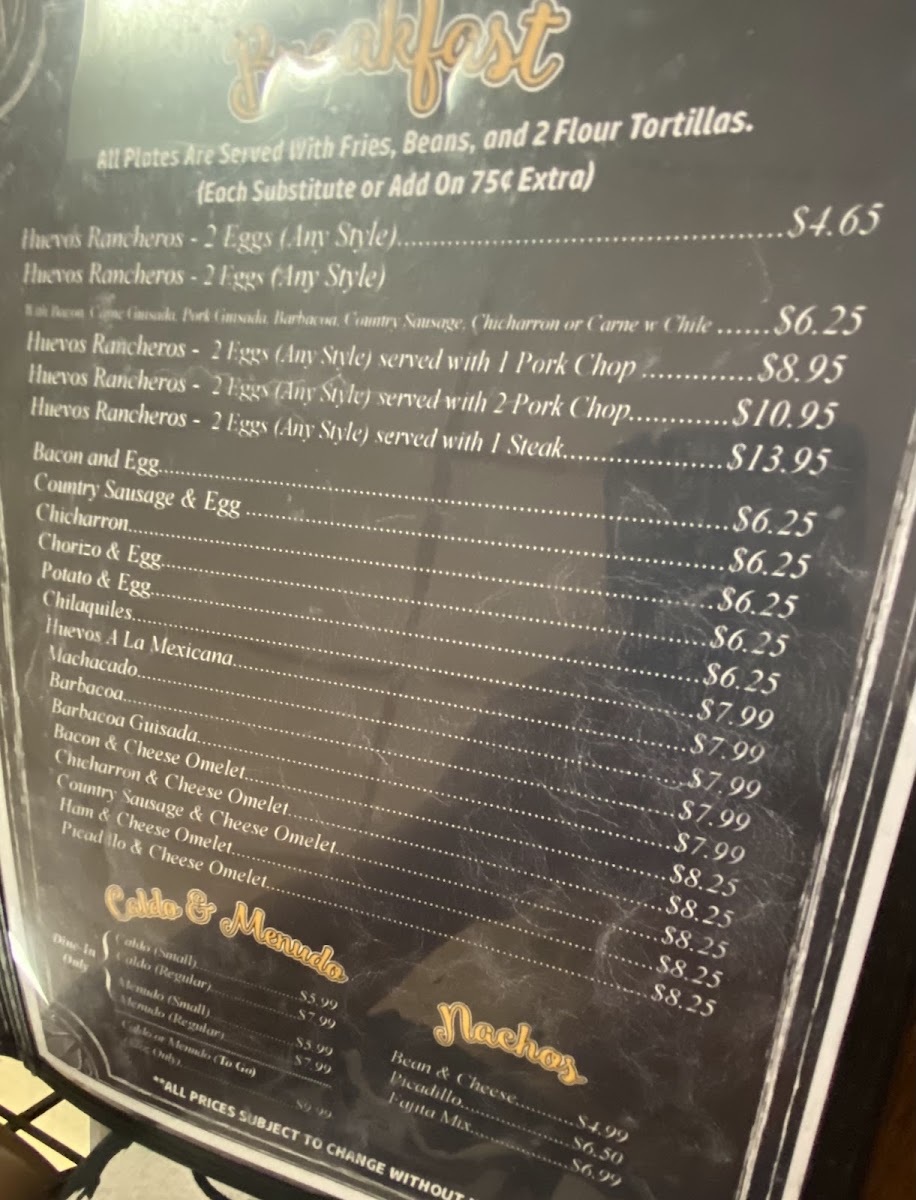 Breakfast
All Plates Are Served With Fries, Beans, and 2 Flour Tortillas.
(Each Substitute or Add On 75¢ Extra)
Huevos Rancheros - 2 Eggs (Any Style)..........$4.65
Huevos Rancheros - 2 Eggs (Any Style)
With Bacon, Carne Guisada, Pork Guisada, Barbacoa, Country Sausage, Chicharron or Carne w Chile ......$6.25
Huevos Rancheros - 2 Eggs (Any Style) served with 1 Pork Chop ............$8.95
Huevos Rancheros - 2 Eggs (Any Style) served with 2 Pork Chop..........$10.95
Huevos Rancheros - 2 Eggs (Any Style) served with 1 Steak..........$13.95
Bacon and Egg..........$6.25
Country Sausage & Egg ..........$6.25
Chicharron..........$6.25
Chorizo & Egg..........$6.25
Potato & Egg..........$6.25
Chilaquiles..........$7.99
Huevos A La Mexicana..........$7.99
Machacado..........$7.99
Barbacoa..........$7.99
Barbacoa Guisada..........$7.99
Bacon & Cheese Omelet..........$8.25
Chicharron & Cheese Omelet..........$8.25
Country Sausage & Cheese Omelet..........$8.25
Ham & Cheese Omelet..........$8.25
Picadillo & Cheese Omelet..........$8.25
Caldo & Menudo
Dine-In Only
Caldo (Small)..........$5.99
Caldo (Regular)..........$7.99
Menudo (Small)..........$5.99
Menudo (Regular)..........$7.99
Caldo or Menudo (To Go)
Only)..........$9.99
Nachos
Bean & Cheese..........$4.99
Picadillo..........$6.50
Fajita Mix..........$6.99
**ALL PRICES SUBJECT TO CHANGE WITHOUT